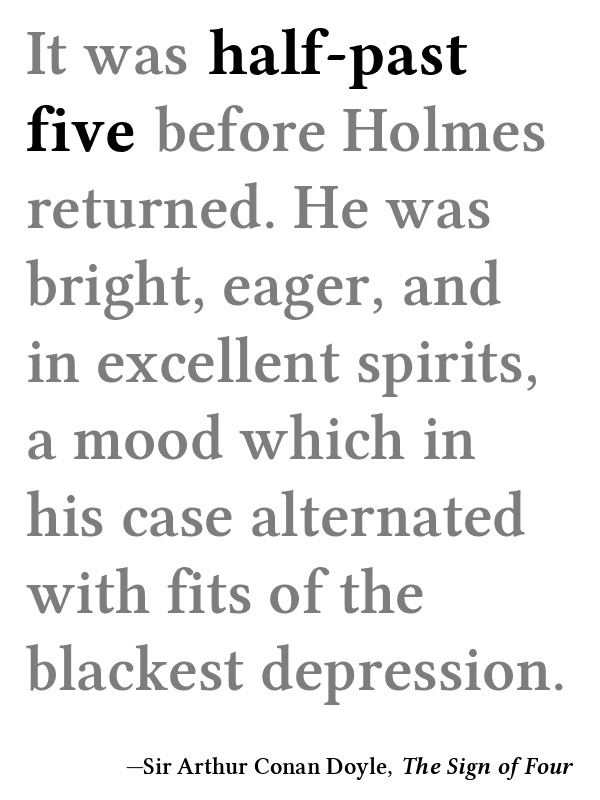 It was half-past
five before Holmes
returned. He was
bright, eager, and
in excellent spirits,
a mood which in
his case alternated
with fits of the
blackest depression.
—Sir Arthur Conan Doyle, The Sign of Four